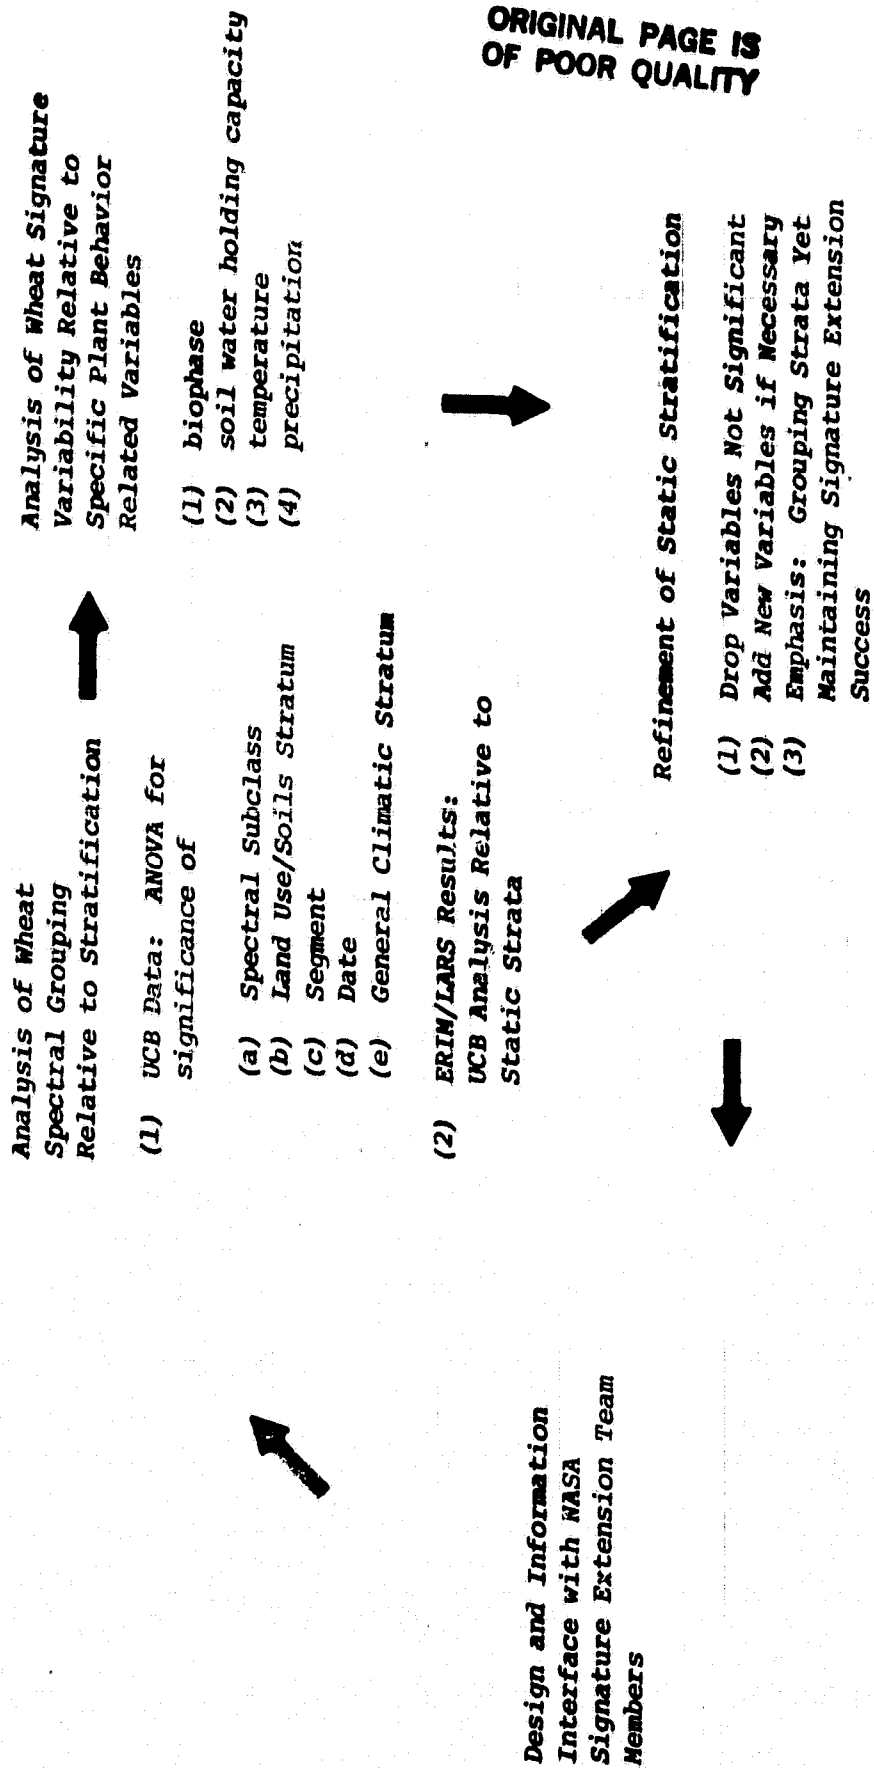 ORIGINAL PAGE IS
OF POOR QUALITY
Design and Information
Interface with NASA
Signature Extension Team
Members
Analysis of Wheat
Spectral Grouping
Relative to Stratification
(1) UCB Data: ANOVA for
significance of
(a) Spectral Subclass
(b) Land Use/Soils Stratum
(c) Segment
(d) Date
(e) General Climatic Stratum
(2) ERIM/LARS Results:
UCB Analysis Relative to
Static Strata
Analysis of Wheat Signature
Variability Relative to
Specific Plant Behavior
Related Variables
(1) biophase
(2) soil water holding capacity
(3) temperature
(4) precipitation
Refinement of Static Stratification
(1) Drop Variables Not Significant
(2) Add New Variables if Necessary
(3) Emphasis: Grouping Strata Yet
Maintaining Signature Extension
Success